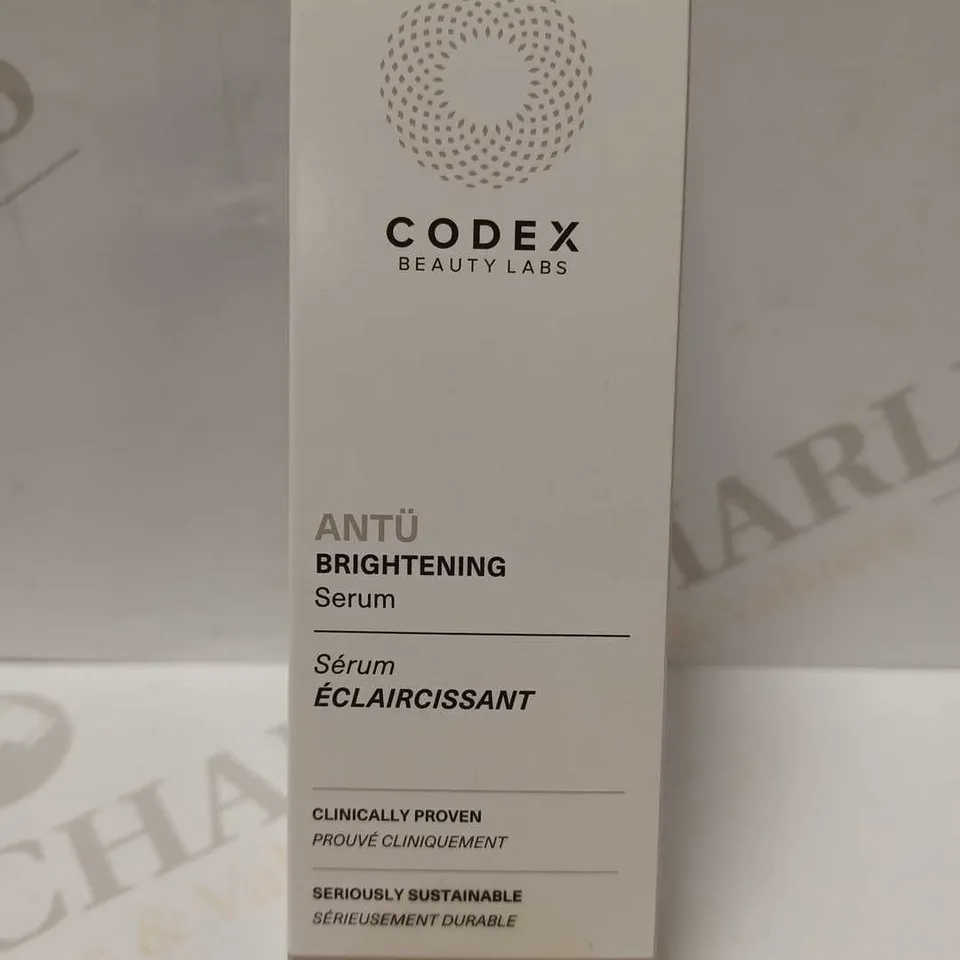 CODEX
BEAUTY LABS
ANTÜ
BRIGHTENING
Serum
Sérum
ÉCLAIRCISSANT
CLINICALLY PROVEN
PROUVÉ CLINIQUEMENT
SERIOUSLY SUSTAINABLE
SÉRIEUSEMENT DURABLE